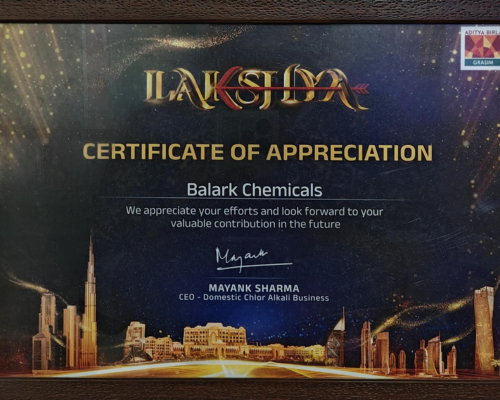 ADITYA BIRLA
GRASIM
LAKSHYA
CERTIFICATE OF APPRECIATION
Balark Chemicals
We appreciate your efforts and look forward to your
valuable contribution in the future
Mayank
MAYANK SHARMA
CEO - Domestic Chlor Alkali Business